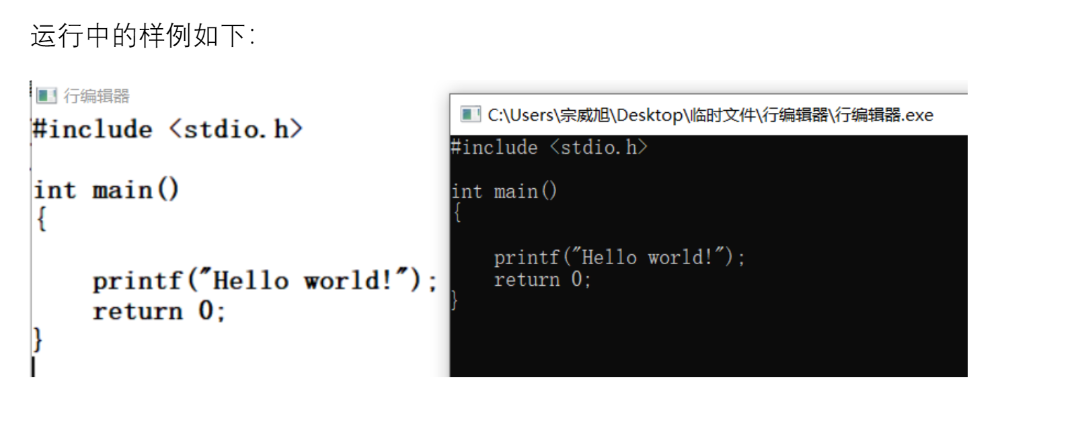 运行中的样例如下：
行编辑器
#include <stdio.h>
int main()
{
    printf("Hello world!");
    return 0;
}
C:\Users\宗威旭\Desktop\临时文件\行编辑器\行编辑器.exe
#include <stdio.h>
int main()
{
    printf("Hello world!");
    return 0;
}